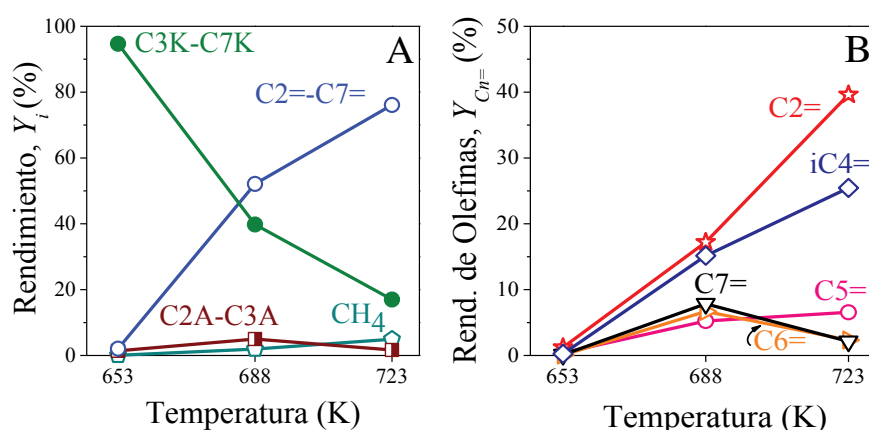 A
C3K-C7K
C2=-C7=
C2A-C3A
CH4
Rendimiento, Yi (%)
100
80
60
40
20
0
653
688
723
Temperatura (K)
B
C2=
iC4=
C7=
C5=
C6=
Rend. de Olefinas, YCn= (%)
50
40
30
20
10
0
653
688
723
Temperatura (K)